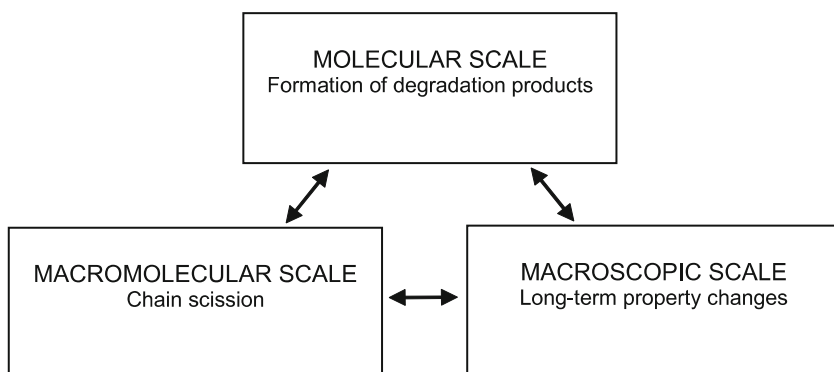 MOLECULAR SCALE
Formation of degradation products
MACROMOLECULAR SCALE
Chain scission
MACROSCOPIC SCALE
Long-term property changes